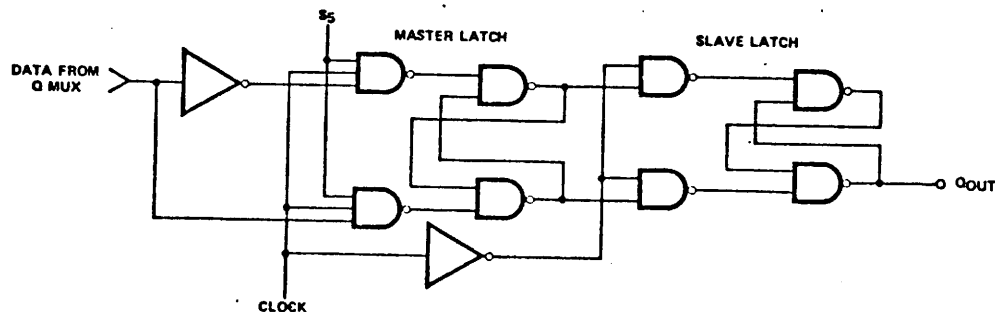 S5
MASTER LATCH
SLAVE LATCH
DATA FROM
Q MUX
QOUT
CLOCK